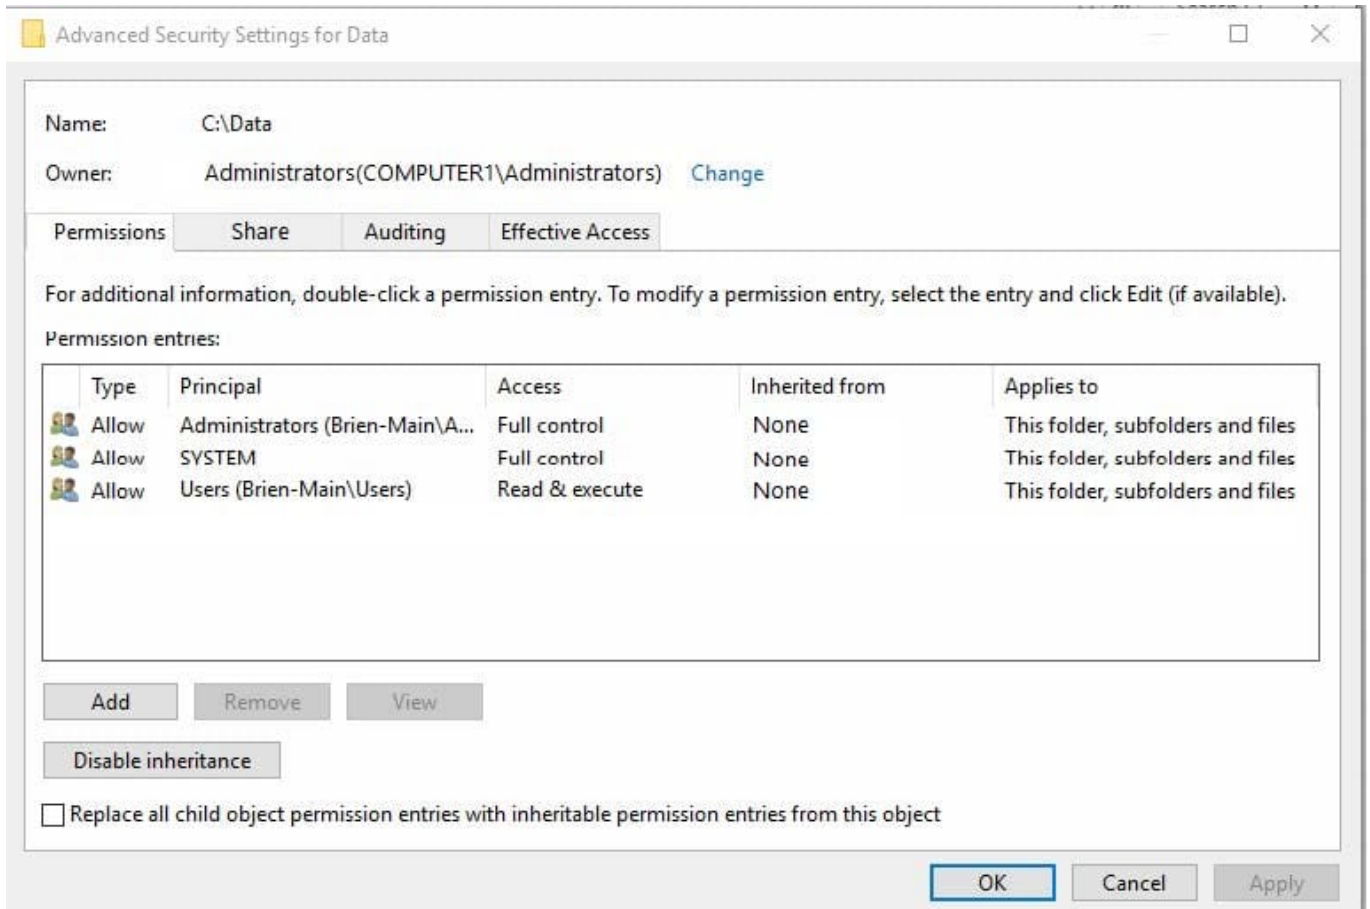 Advanced Security Settings for Data
Name: C:\Data
Owner: Administrators(COMPUTER1\Administrators) Change
Permissions Share Auditing Effective Access
For additional information, double-click a permission entry. To modify a permission entry, select the entry and click Edit (if available).
Permission entries:
Type Principal Access Inherited from Applies to
Allow Administrators (Brien-Main\A... Full control None This folder, subfolders and files
Allow SYSTEM Full control None This folder, subfolders and files
Allow Users (Brien-Main\Users) Read & execute None This folder, subfolders and files
Add Remove View
Disable inheritance
Replace all child object permission entries with inheritable permission entries from this object
OK Cancel Apply